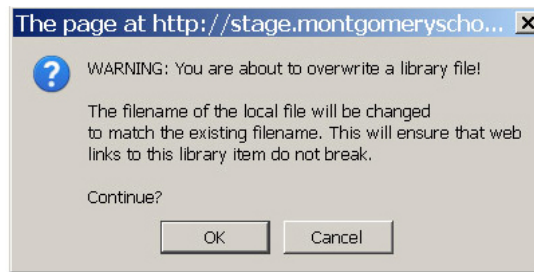 The page at http://stage.montgomeryscho...
WARNING: You are about to overwrite a library file!
The filename of the local file will be changed
to match the existing filename. This will ensure that web
links to this library item do not break.
Continue?
OK
Cancel